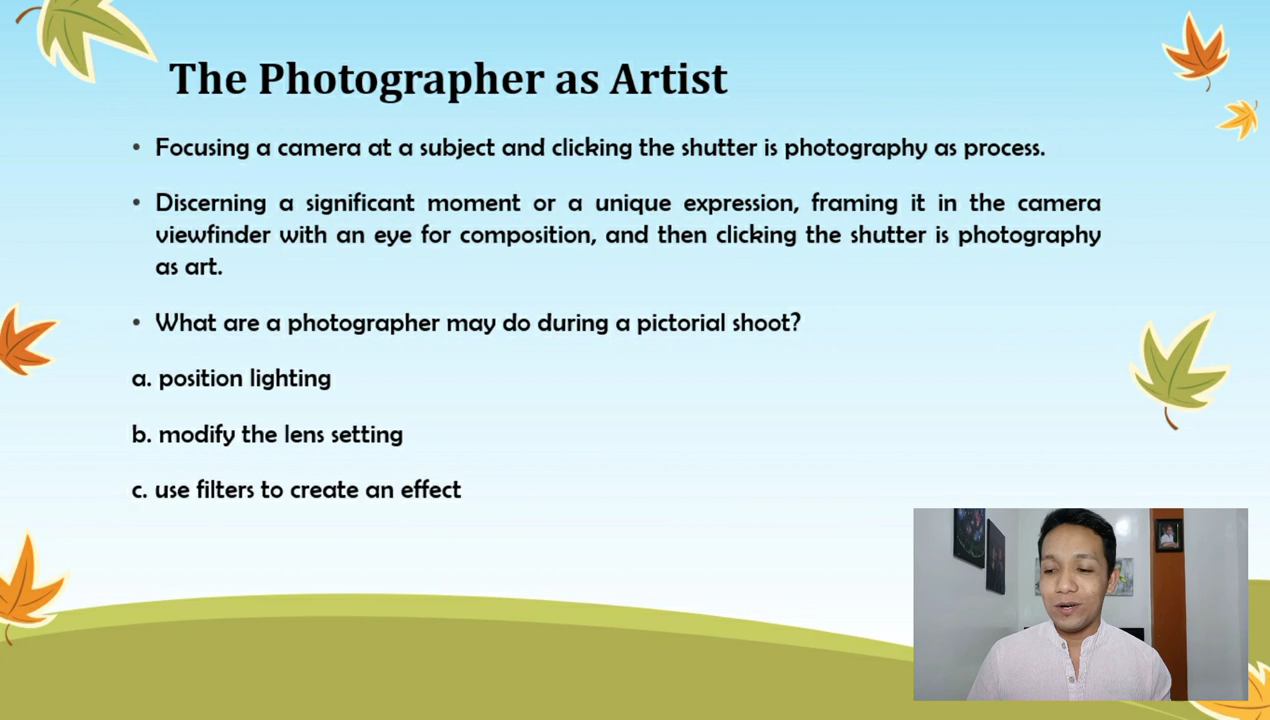 The Photographer as Artist
• Focusing a camera at a subject and clicking the shutter is photography as process.
• Discerning a significant moment or a unique expression, framing it in the camera
viewfinder with an eye for composition, and then clicking the shutter is photography
as art.
• What are a photographer may do during a pictorial shoot?
a. position lighting
b. modify the lens setting
c. use filters to create an effect